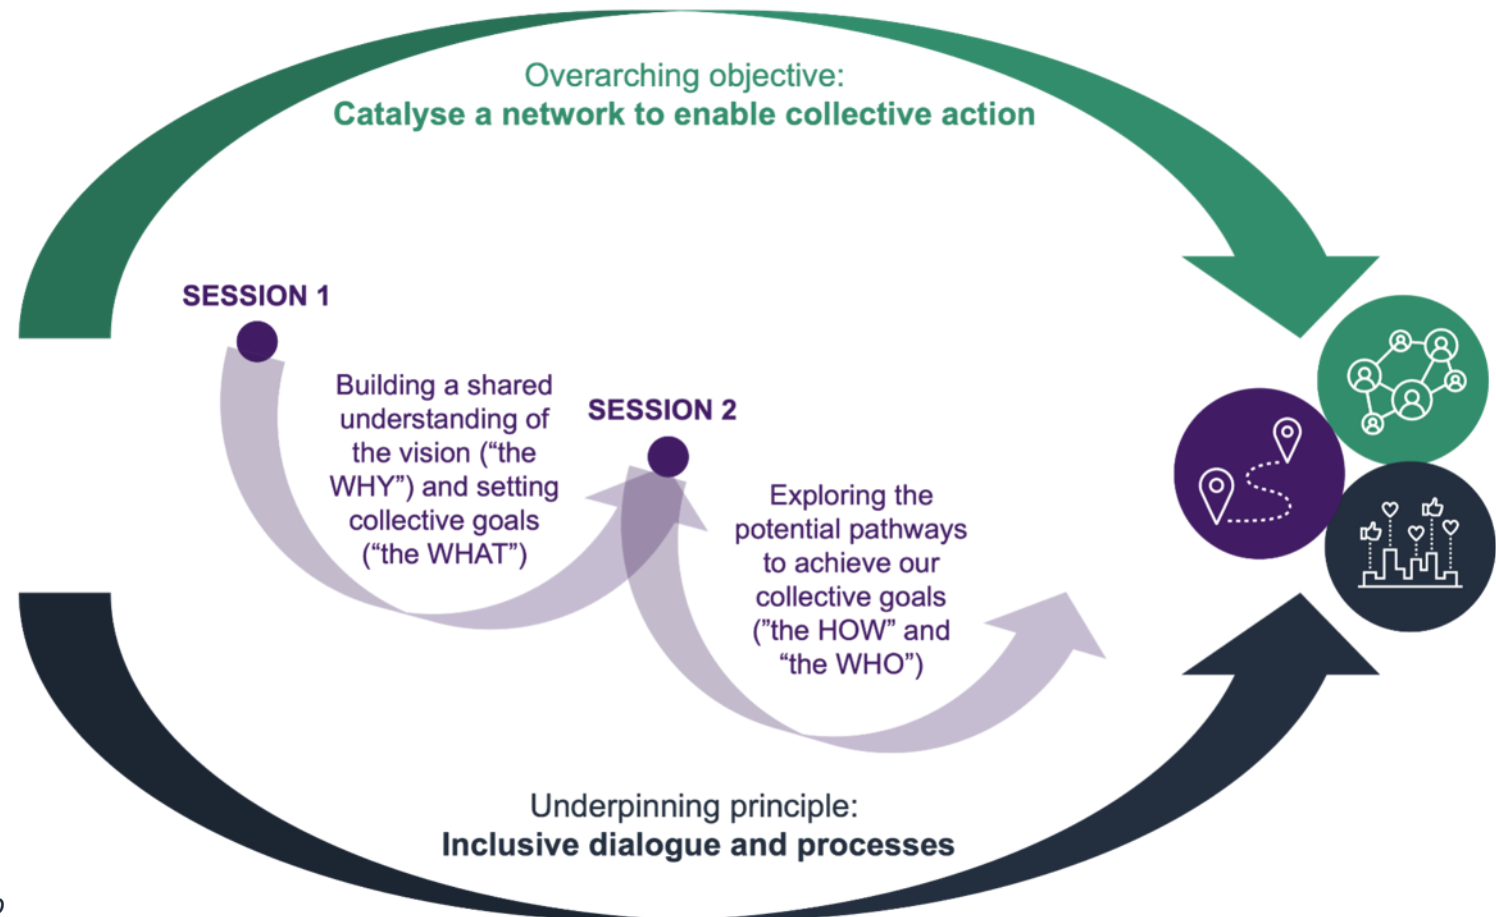 Overarching objective:
Catalyse a network to enable collective action
SESSION 1
Building a shared
understanding of
the vision (“the
WHY”) and setting
collective goals
(“the WHAT”)
SESSION 2
Exploring the
potential pathways
to achieve our
collective goals
(”the HOW” and
“the WHO”)
Underpinning principle:
Inclusive dialogue and processes